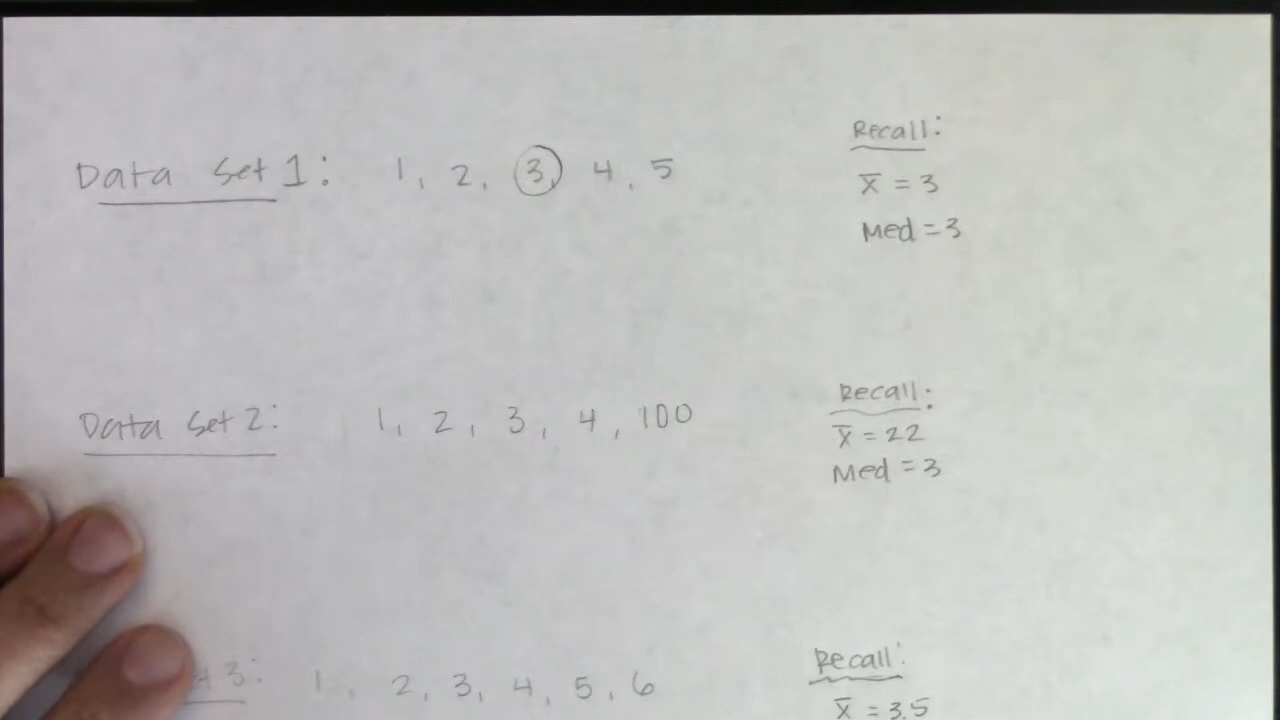 Data Set 1: 1, 2, 3, 4, 5
Recall:
x̅ = 3
Med = 3
Data Set 2: 1, 2, 3, 4, 100
Recall:
x̅ = 22
Med = 3
3: 1, 2, 3, 4, 5, 6
Recall:
x̅ = 3.5